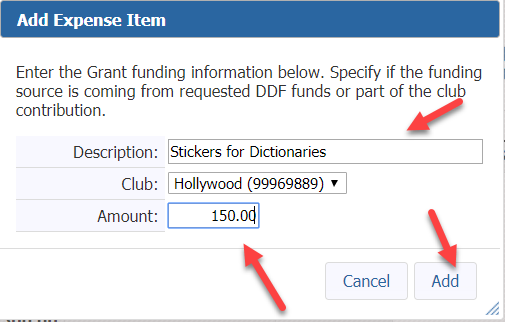 Add Expense Item
Enter the Grant funding information below. Specify if the funding
source is coming from requested DDF funds or part of the club
contribution.
Description: Stickers for Dictionaries
Club: Hollywood (99969889)
Amount: 150.00
Cancel Add